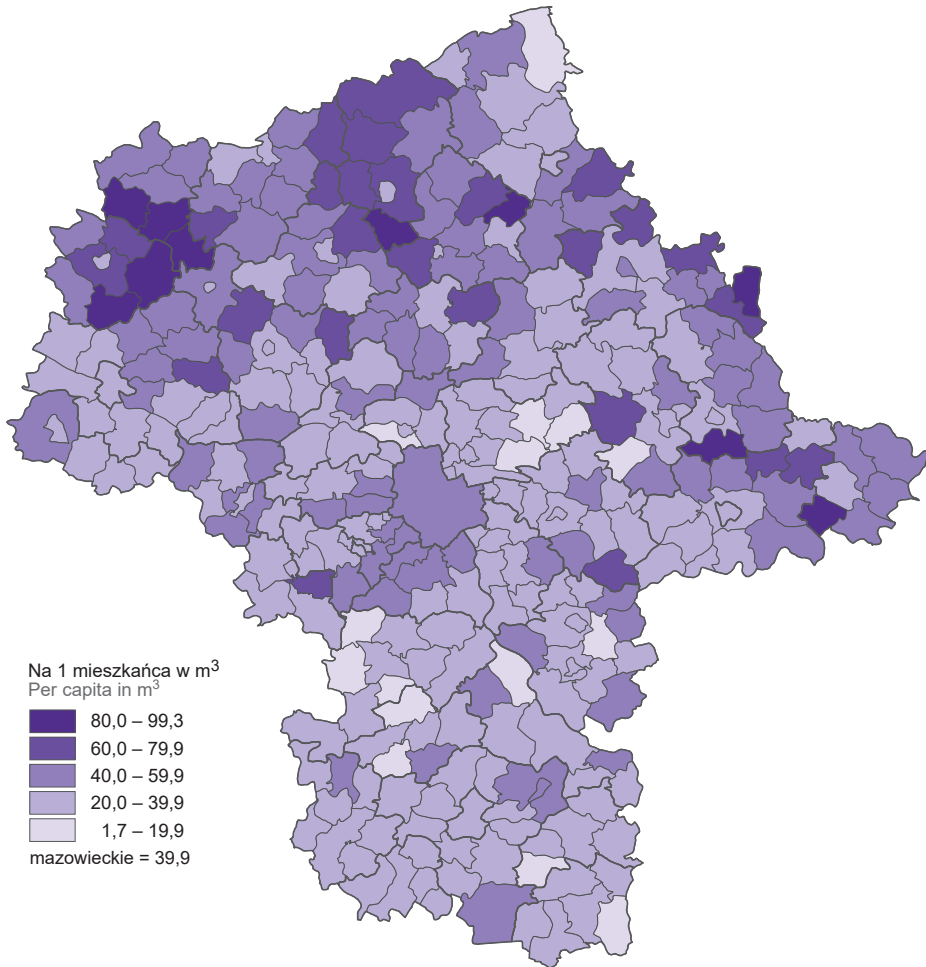 Na 1 mieszkańca w m³
Per capita in m³
80,0 – 99,3
60,0 – 79,9
40,0 – 59,9
20,0 – 39,9
1,7 – 19,9
mazowieckie = 39,9